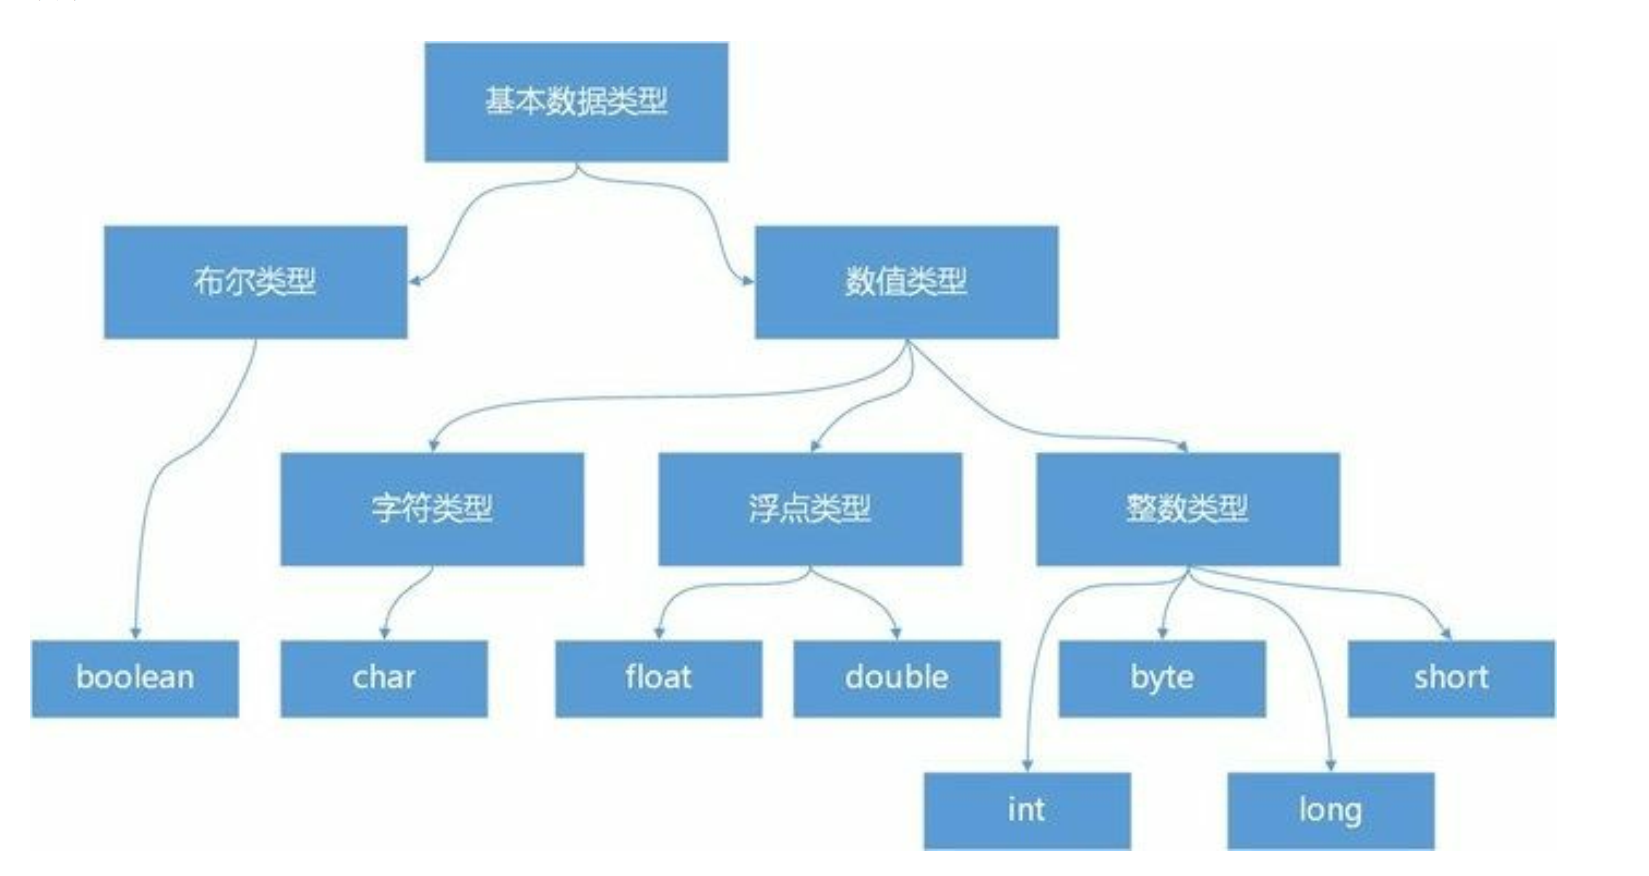 基本数据类型
布尔类型
数值类型
字符类型
浮点类型
整数类型
boolean
char
float
double
byte
short
int
long